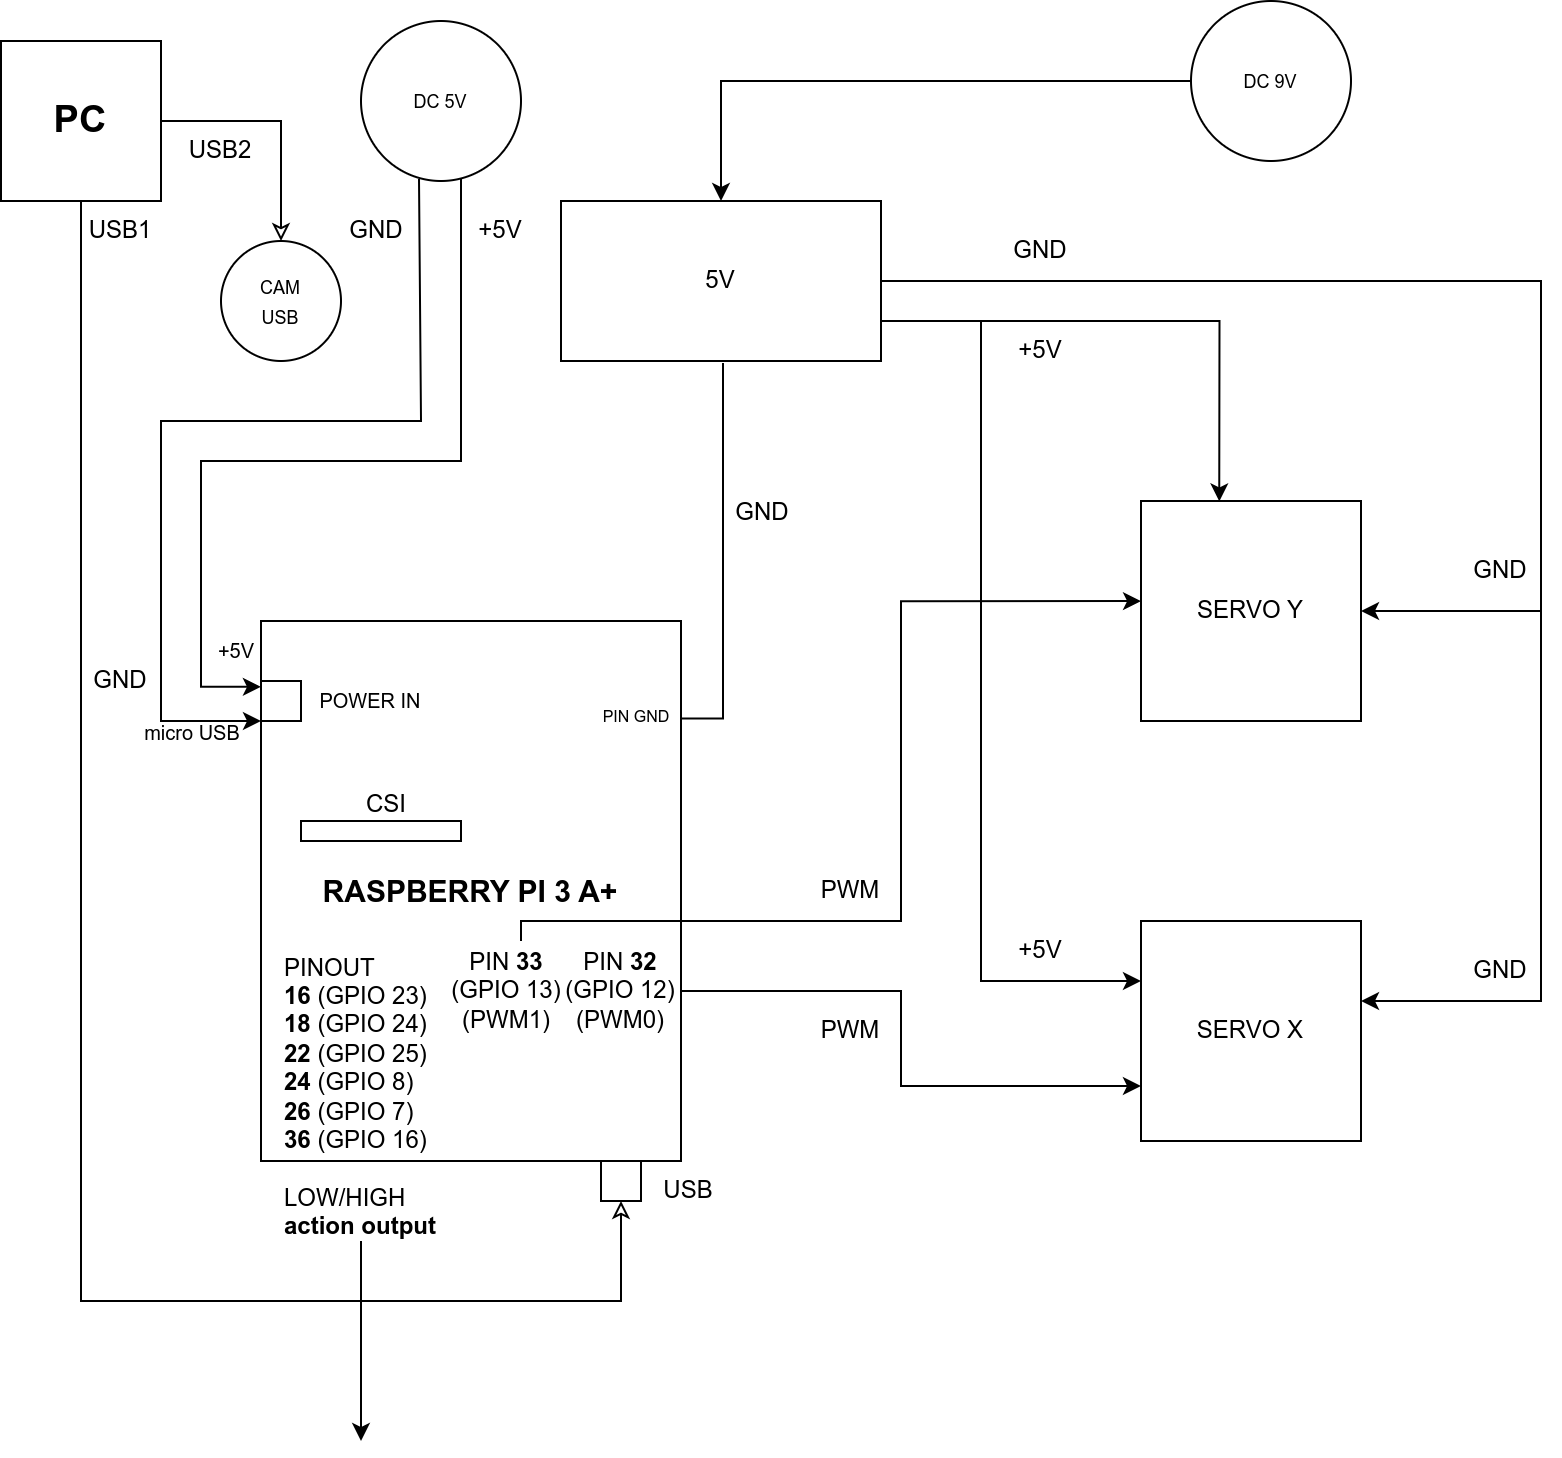 DC 9V
DC 5V
PC
USB2
USB1
GND
+5V
GND
5V
CAM
USB
+5V
GND
GND
SERVO Y
+5V
GND
POWER IN
PIN GND
micro USB
CSI
RASPBERRY PI 3 A+
PWM
+5V
GND
PINOUT
16 (GPIO 23)
18 (GPIO 24)
22 (GPIO 25)
24 (GPIO 8)
26 (GPIO 7)
36 (GPIO 16)
PIN 33
(GPIO 13)
(PWM1)
PIN 32
(GPIO 12)
(PWM0)
PWM
SERVO X
USB
LOW/HIGH
action output